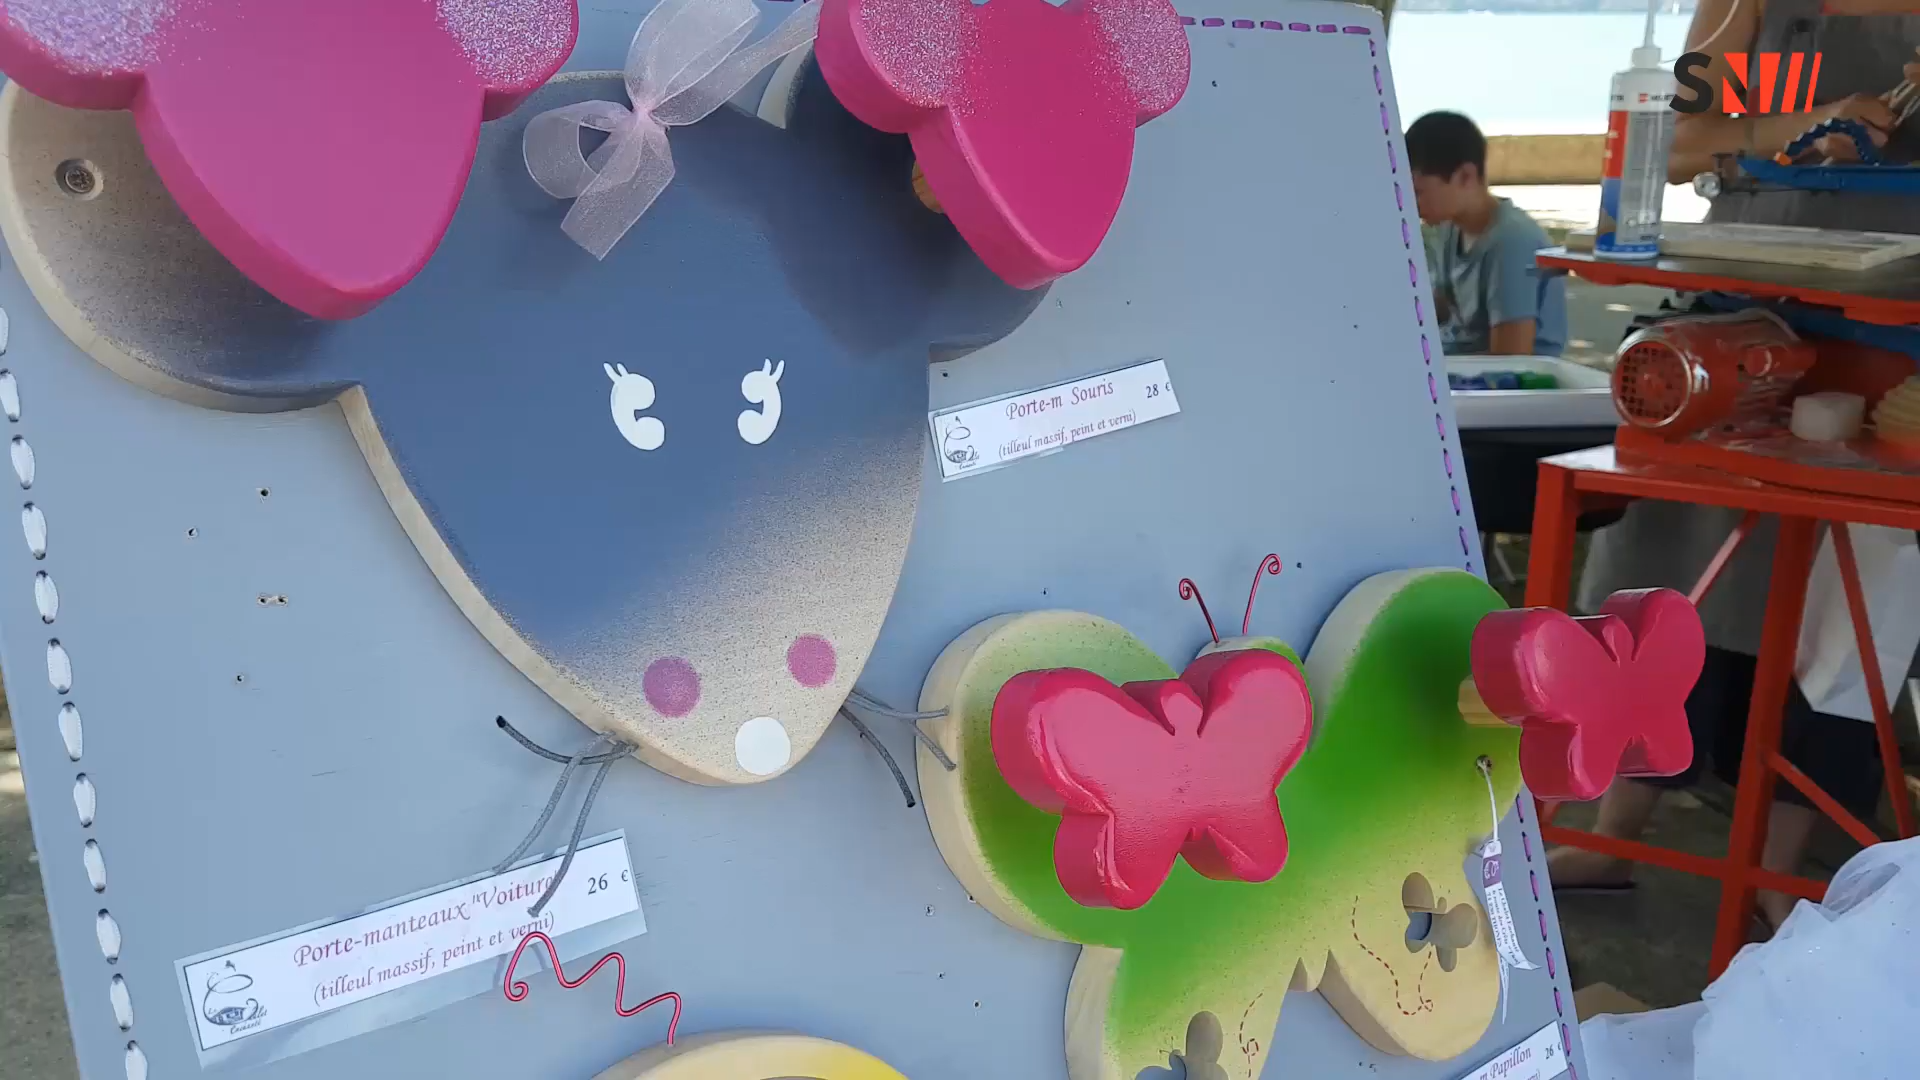 SM
Porte-m Souris 28 €
(tilleul massif, peint et verni)
Porte-manteaux "Voiture" 26 €
(tilleul massif, peint et verni)
m Papillon 26 €